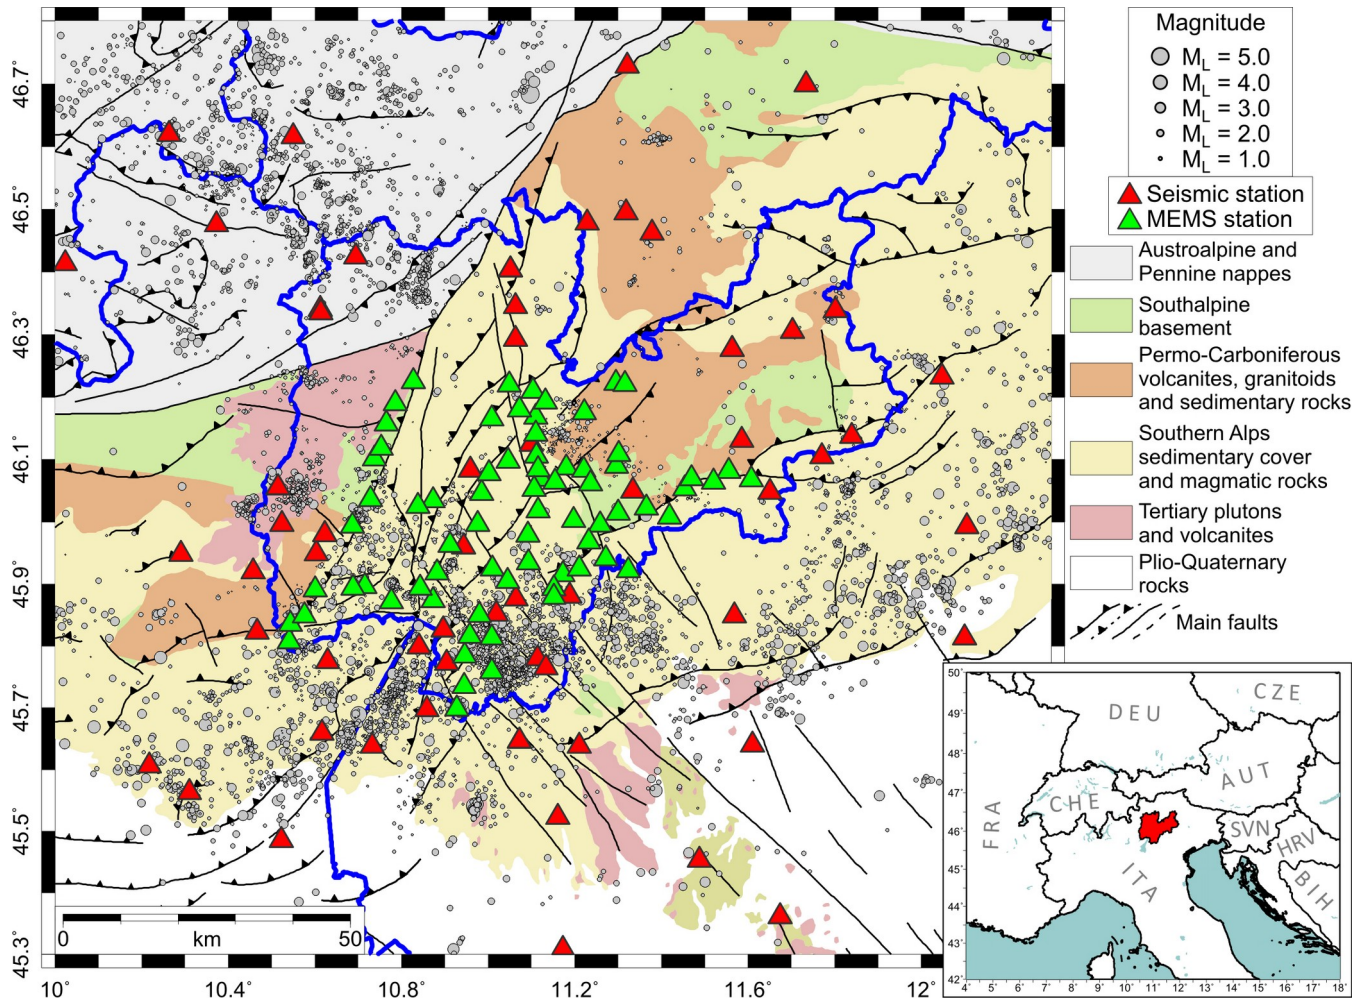 Magnitude
M_L = 5.0
M_L = 4.0
M_L = 3.0
M_L = 2.0
M_L = 1.0
Seismic station
MEMS station
Austroalpine and
Pennine nappes
Southalpine
basement
Permo-Carboniferous
volcanites, granitoids
and sedimentary rocks
Southern Alps
sedimentary cover
and magmatic rocks
Tertiary plutons
and volcanites
Plio-Quaternary
rocks
Main faults
46.7°
46.5°
46.3°
46.1°
45.9°
45.7°
45.5°
45.3°
0 km 50
10° 10.4° 10.8° 11.2° 11.6° 12°
50°
49°
48°
47°
46°
45°
44°
43°
42°
CZE
DEU
AUT
CHE
FRA
SVN
HRV
BIH
ITA
4° 5° 6° 7° 8° 9° 10° 11° 12° 13° 14° 15° 16° 17° 18°